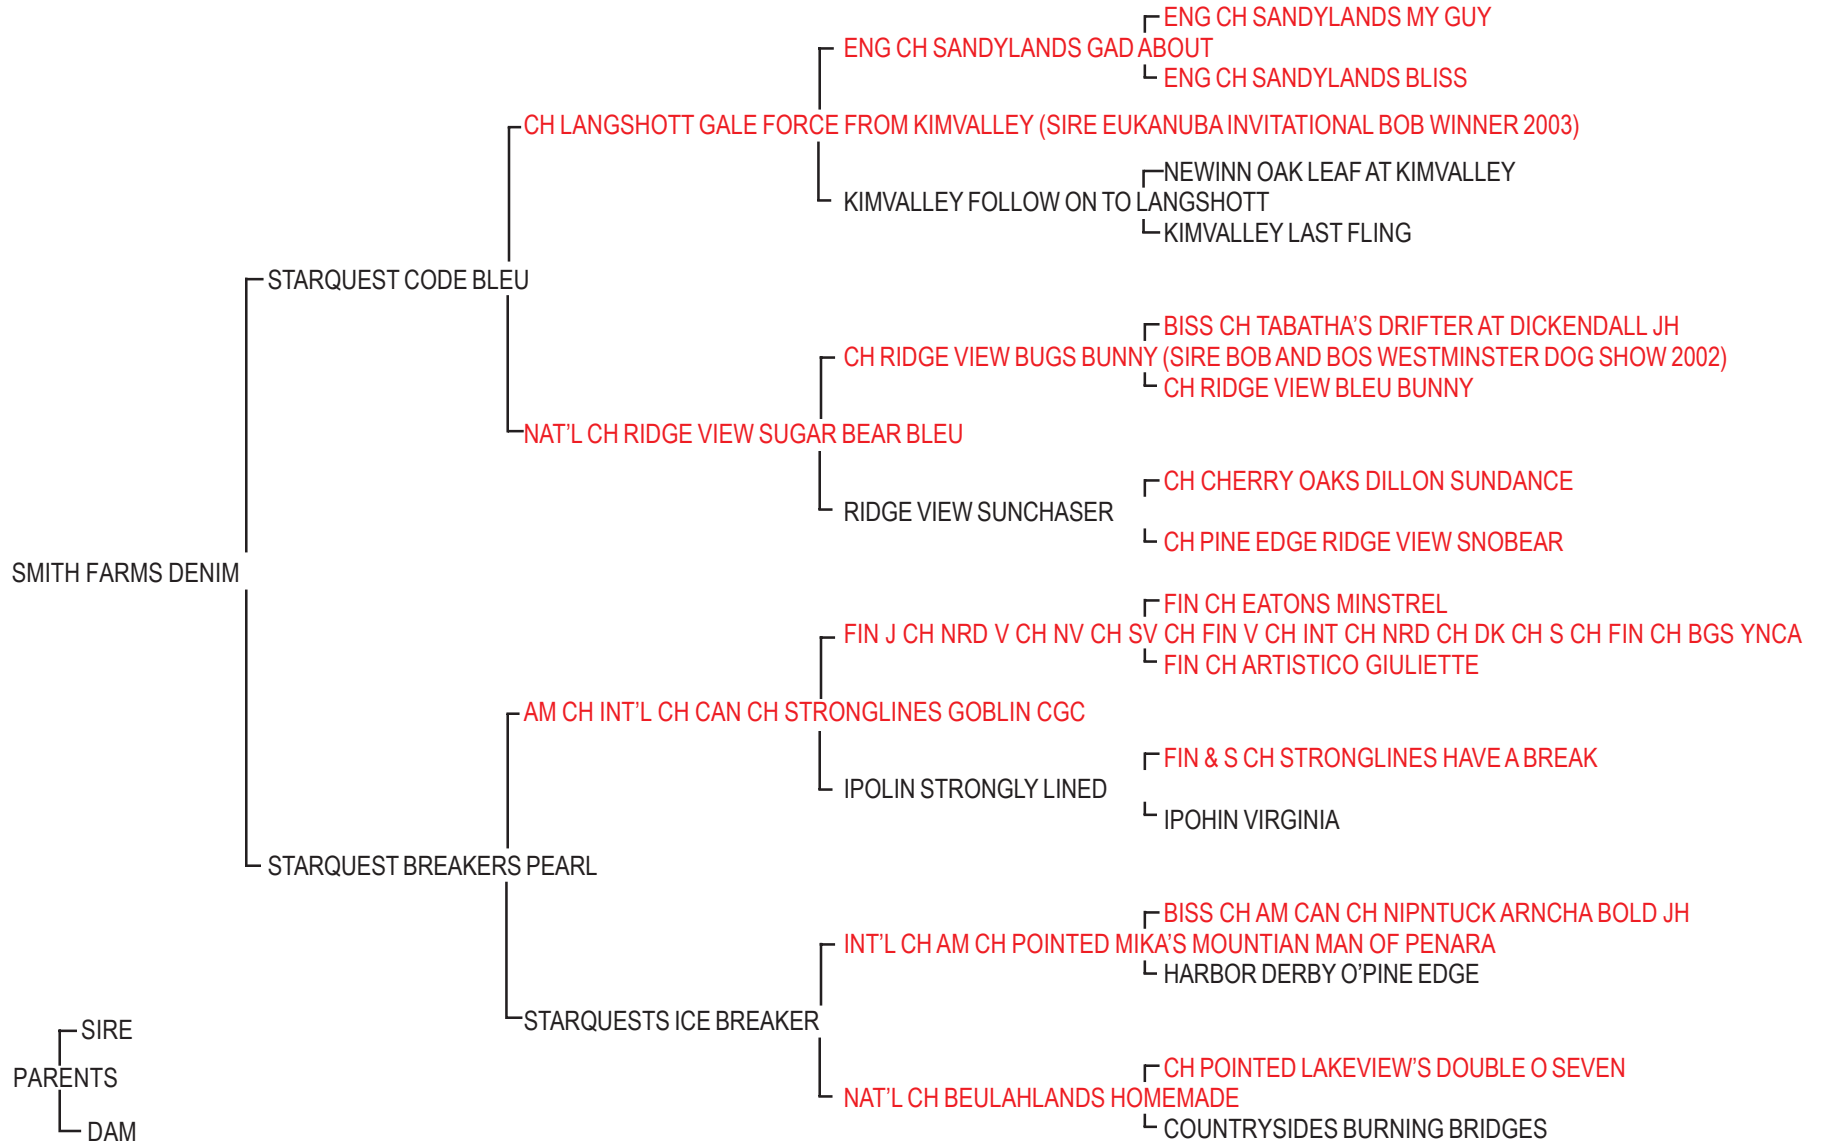 ENG CH SANDYLANDS MY GUY
ENG CH SANDYLANDS GAD ABOUT
ENG CH SANDYLANDS BLISS
CH LANGSHOTT GALE FORCE FROM KIMVALLEY (SIRE EUKANUBA INVITATIONAL BOB WINNER 2003)
NEWINN OAK LEAF AT KIMVALLEY
KIMVALLEY FOLLOW ON TO LANGSHOTT
KIMVALLEY LAST FLING
STARQUEST CODE BLEU
BISS CH TABATHA'S DRIFTER AT DICKENDALL JH
CH RIDGE VIEW BUGS BUNNY (SIRE BOB AND BOS WESTMINSTER DOG SHOW 2002)
CH RIDGE VIEW BLEU BUNNY
NAT'L CH RIDGE VIEW SUGAR BEAR BLEU
CH CHERRY OAKS DILLON SUNDANCE
RIDGE VIEW SUNCHASER
CH PINE EDGE RIDGE VIEW SNOBEAR
SMITH FARMS DENIM
FIN CH EATONS MINSTREL
FIN J CH NRD V CH NV CH SV CH FIN V CH INT CH NRD CH DK CH S CH FIN CH BGS YNCA
FIN CH ARTISTICO GIULIETTE
AM CH INT'L CH CAN CH STRONGLINES GOBLIN CGC
FIN & S CH STRONGLINES HAVE A BREAK
IPOLIN STRONGLY LINED
IPOHIN VIRGINIA
STARQUEST BREAKERS PEARL
BISS CH AM CAN CH NIPNTUCK ARNCHA BOLD JH
INT'L CH AM CH POINTED MIKA'S MOUNTIAN MAN OF PENARA
HARBOR DERBY O'PINE EDGE
STARQUESTS ICE BREAKER
CH POINTED LAKEVIEW'S DOUBLE O SEVEN
NAT'L CH BEULAHLANDS HOMEMADE
COUNTRYSIDES BURNING BRIDGES
SIRE
PARENTS
DAM